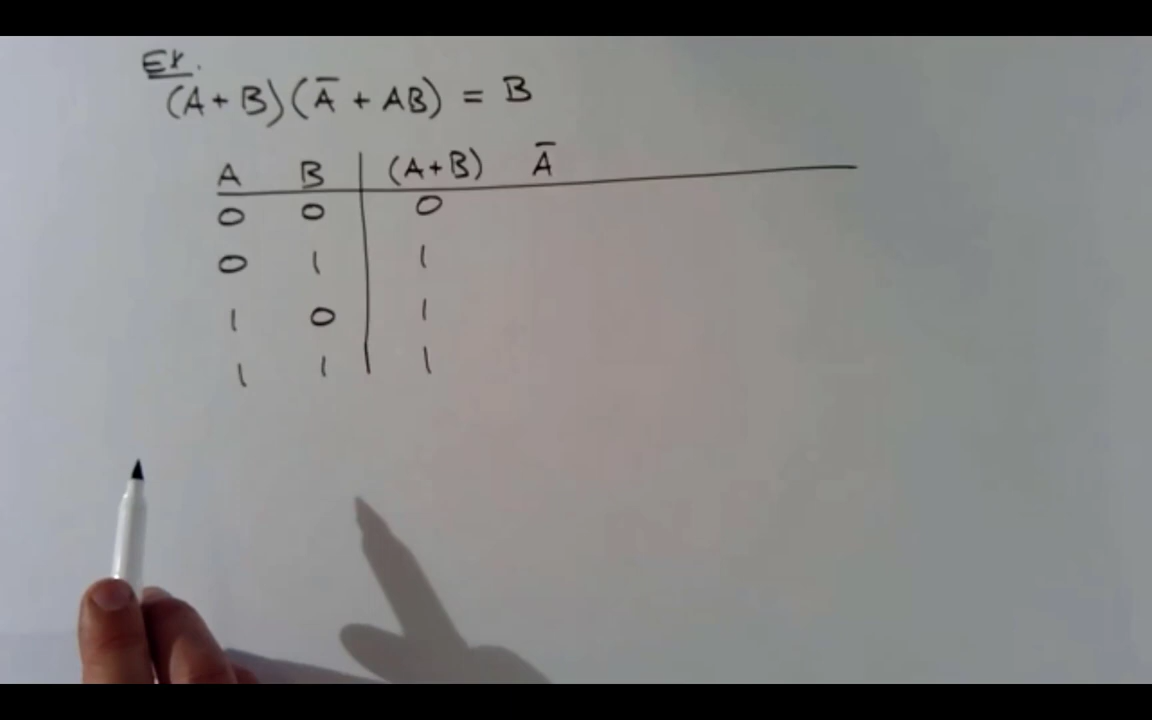 Ex.
(A + B)(Ā + AB) = B
A B (A+B) Ā
0 0 0
0 1 1
1 0 1
1 1 1